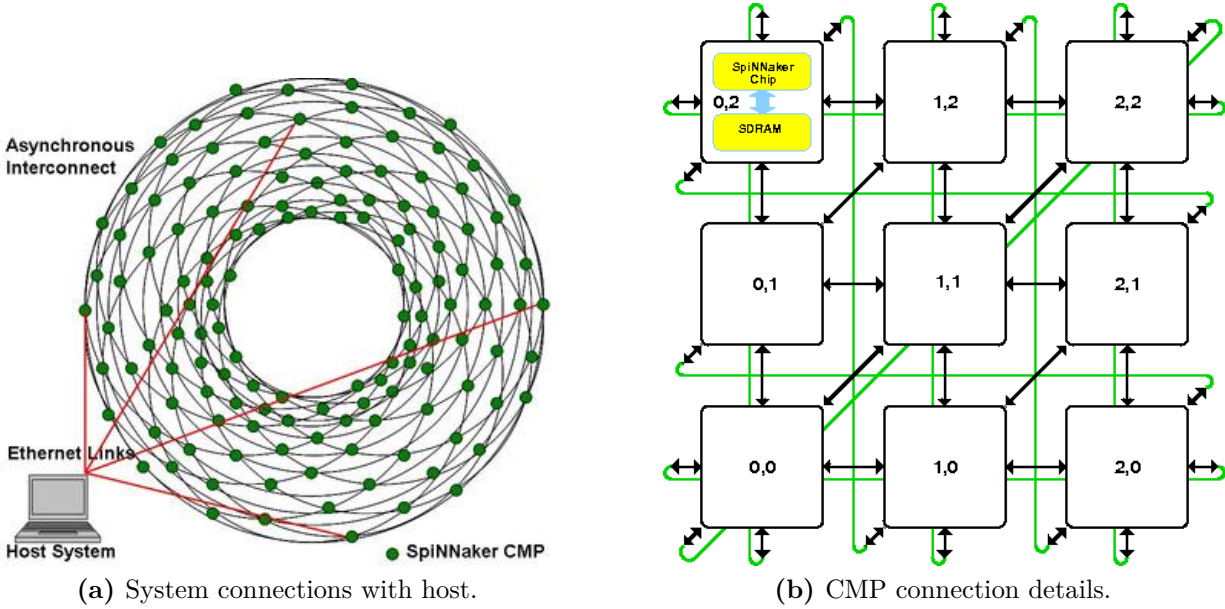 Asynchronous
Interconnect
Ethernet Links
Host System
SpiNNaker CMP
(a) System connections with host.
SpiNNaker
Chip
0,2
SDRAM
1,2
2,2
0,1
1,1
2,1
0,0
1,0
2,0
(b) CMP connection details.